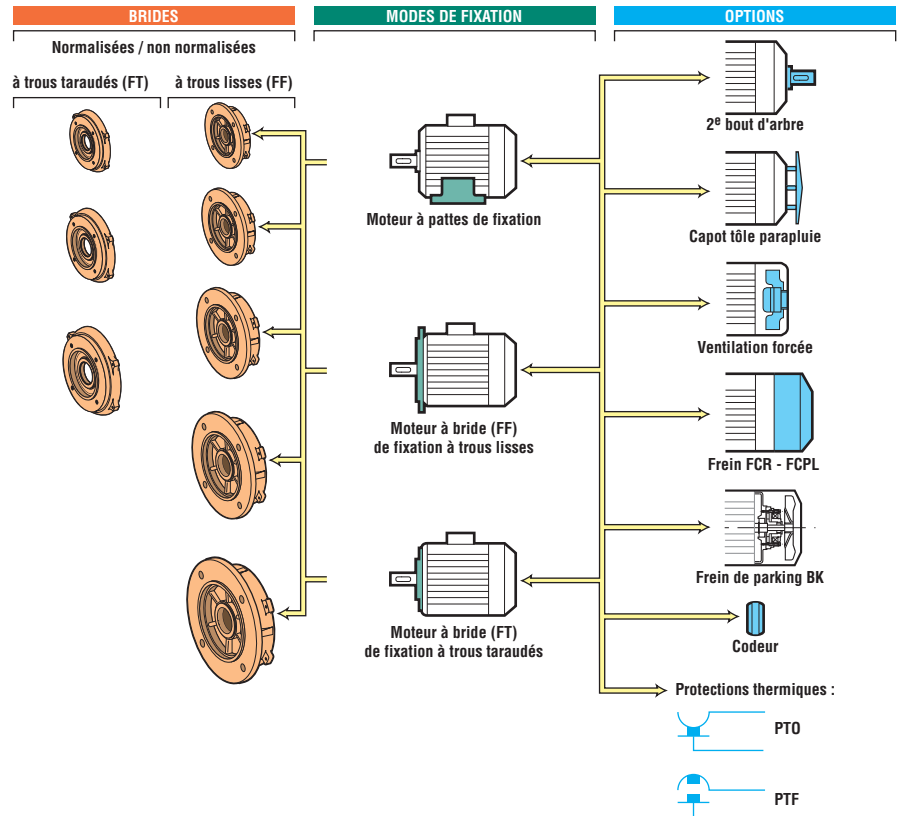 BRIDES
Normalisées / non normalisées
à trous taraudés (FT)
à trous lisses (FF)
MODES DE FIXATION
Moteur à pattes de fixation
Moteur à bride (FF)
de fixation à trous lisses
Moteur à bride (FT)
de fixation à trous taraudés
OPTIONS
2e bout d'arbre
Capot tôle parapluie
Ventilation forcée
Frein FCR - FCPL
Frein de parking BK
Codeur
Protections thermiques :
PTO
PTF